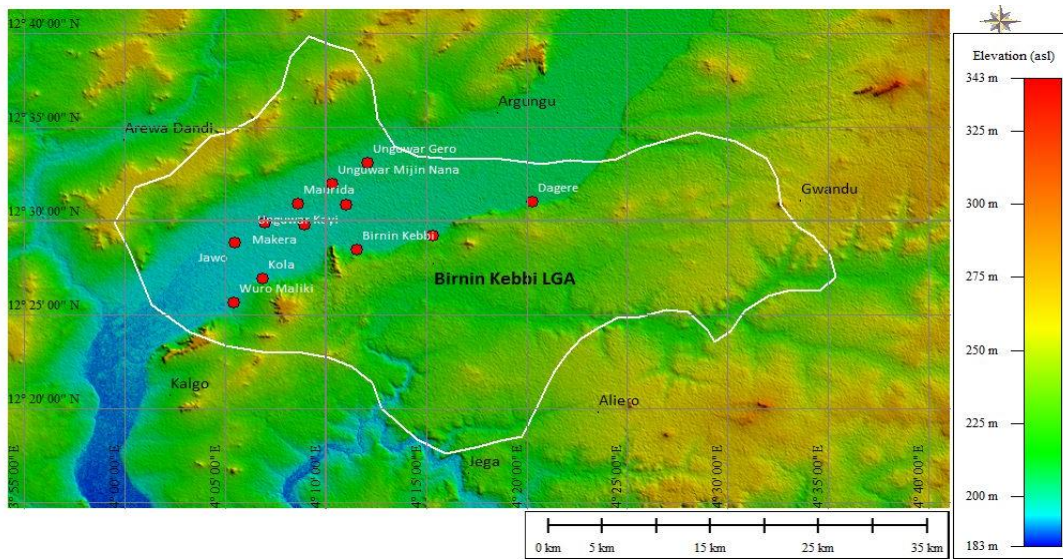 12°40' 00" N
12°35' 00" N
12°30' 00" N
12°25' 00" N
12°20' 00" N
Argungu
Arewa Dandi
Unguwar Gero
Unguwar Mijin Nana
Maurida
Dagere
Gwandu
Unguwar Kayi
Makera
Birnin Kebbi
Jawo
Kola
Birnin Kebbi LGA
Wuro Maliki
Kalgo
Aliero
Jega
3°55'00"E
4°00'00"E
4°05'00"E
4°10'00"E
4°20'00"E
4°25'00"E
4°30'00"E
4°35'00"E
4°40'00"E
4°15'00"E
Elevation (asl)
343 m
300 m
275 m
250 m
225 m
200 m
183 m
0 km
5 km
15 km
25 km
35 km